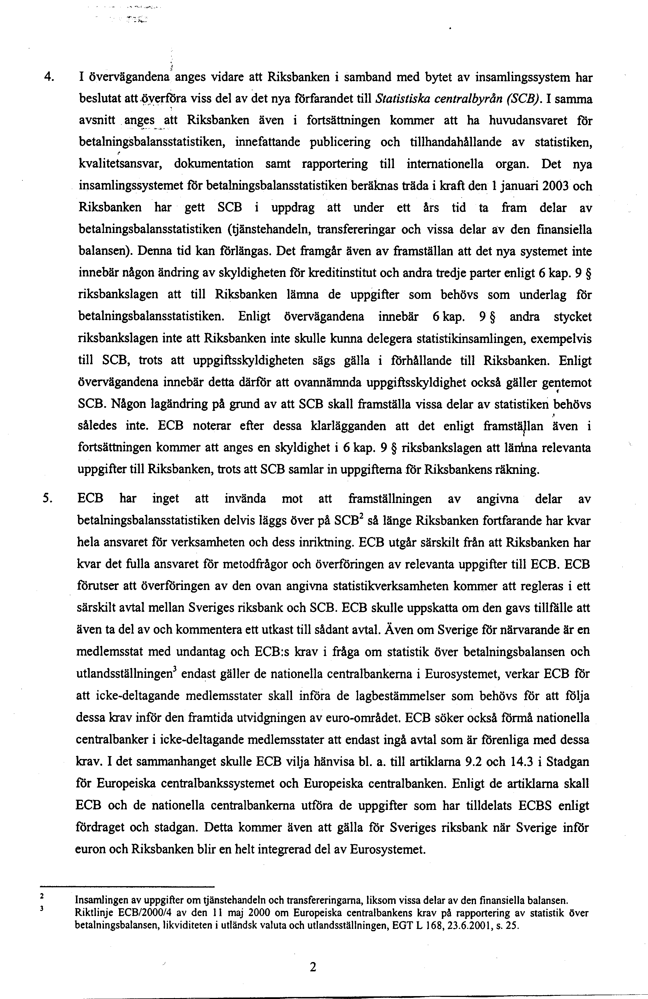 4. I övervägandena anges vidare att Riksbanken i samband med bytet av insamlingssystem har
beslutat att överföra viss del av det nya förfarandet till Statistiska centralbyrån (SCB). I samma
avsnitt anges att Riksbanken även i fortsättningen kommer att ha huvudansvaret för
betalningsbalansstatistiken, innefattande publicering och tillhandahållande av statistiken,
kvalitetsansvar, dokumentation samt rapportering till internationella organ. Det nya
insamlingssystemet för betalningsbalansstatistiken beräknas träda i kraft den 1 januari 2003 och
Riksbanken har gett SCB i uppdrag att under ett års tid ta fram delar av
betalningsbalansstatistiken (tjänstehandeln, transfereringar och vissa delar av den finansiella
balansen). Denna tid kan förlängas. Det framgår även av framställan att det nya systemet inte
innebär någon ändring av skyldigheten för kreditinstitut och andra tredje parter enligt 6 kap. 9 §
riksbankslagen att till Riksbanken lämna de uppgifter som behövs som underlag för
betalningsbalansstatistiken. Enligt övervägandena innebär 6 kap. 9 § andra stycket
riksbankslagen inte att Riksbanken inte skulle kunna delegera statistikinsamlingen, exempelvis
till SCB, trots att uppgiftsskyldigheten sägs gälla i förhållande till Riksbanken. Enligt
övervägandena innebär detta därför att ovannämnda uppgiftsskyldighet också gäller gentemot
SCB. Någon lagändring på grund av att SCB skall framställa vissa delar av statistiken behövs
således inte. ECB noterar efter dessa klarlägganden att det enligt framställan även i
fortsättningen kommer att anges en skyldighet i 6 kap. 9 § riksbankslagen att lämna relevanta
uppgifter till Riksbanken, trots att SCB samlar in uppgifterna för Riksbankens räkning.
5. ECB har inget att invända mot att framställningen av angivna delar av
betalningsbalansstatistiken delvis läggs över på SCB² så länge Riksbanken fortfarande har kvar
hela ansvaret för verksamheten och dess inriktning. ECB utgår särskilt från att Riksbanken har
kvar det fulla ansvaret för metodfrågor och överföringen av relevanta uppgifter till ECB. ECB
förutser att överföringen av den ovan angivna statistikverksamheten kommer att regleras i ett
särskilt avtal mellan Sveriges riksbank och SCB. ECB skulle uppskatta om den gavs tillfälle att
även ta del av och kommentera ett utkast till sådant avtal. Även om Sverige för närvarande är en
medlemsstat med undantag och ECB:s krav i fråga om statistik över betalningsbalansen och
utlandsställningen³ endast gäller de nationella centralbankerna i Eurosystemet, verkar ECB för
att icke-deltagande medlemsstater skall införa de lagbestämmelser som behövs för att följa
dessa krav inför den framtida utvidgningen av euro-området. ECB söker också förmå nationella
centralbanker i icke-deltagande medlemsstater att endast ingå avtal som är förenliga med dessa
krav. I det sammanhanget skulle ECB vilja hänvisa bl. a. till artiklarna 9.2 och 14.3 i Stadgan
för Europeiska centralbankssystemet och Europeiska centralbanken. Enligt de artiklarna skall
ECB och de nationella centralbankerna utföra de uppgifter som har tilldelats ECBS enligt
fördraget och stadgan. Detta kommer även att gälla för Sveriges riksbank när Sverige inför
euron och Riksbanken blir en helt integrerad del av Eurosystemet.
2 Insamlingen av uppgifter om tjänstehandeln och transfereringarna, liksom vissa delar av den finansiella balansen.
3 Riktlinje ECB/2000/4 av den 11 maj 2000 om Europeiska centralbankens krav på rapportering av statistik över
betalningsbalansen, likviditeten i utländsk valuta och utlandsställningen, EGT L 168, 23.6.2001, s. 25.
2